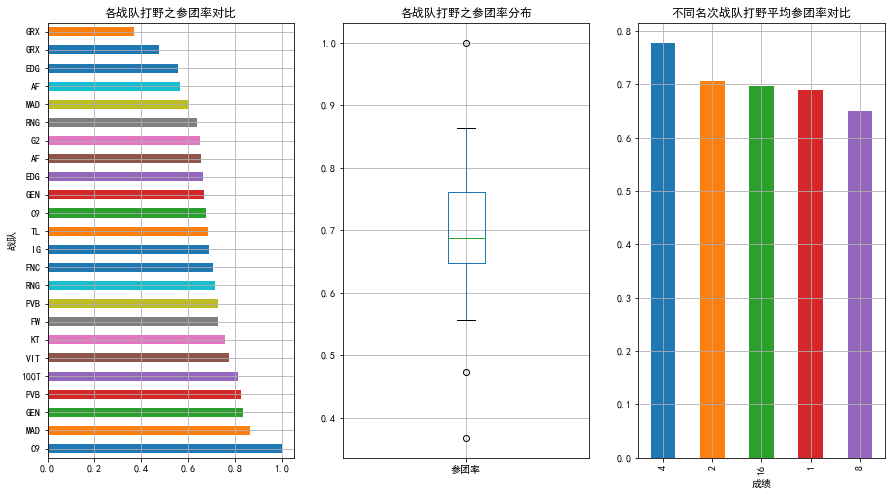 各战队打野之参团率对比
战队
GRX
GRX
EDG
AF
MAD
RNG
G2
AF
EDG
GEN
C9
TL
IG
FNC
RNG
PVB
FW
KT
VIT
100T
PVB
GEN
MAD
C9
0.0 0.2 0.4 0.6 0.8 1.0
各战队打野之参团率分布
1.0
0.9
0.8
0.7
0.6
0.5
0.4
参团率
不同名次战队打野平均参团率对比
0.8
0.7
0.6
0.5
0.4
0.3
0.2
0.1
0.0
4 2 16 1 8
成绩